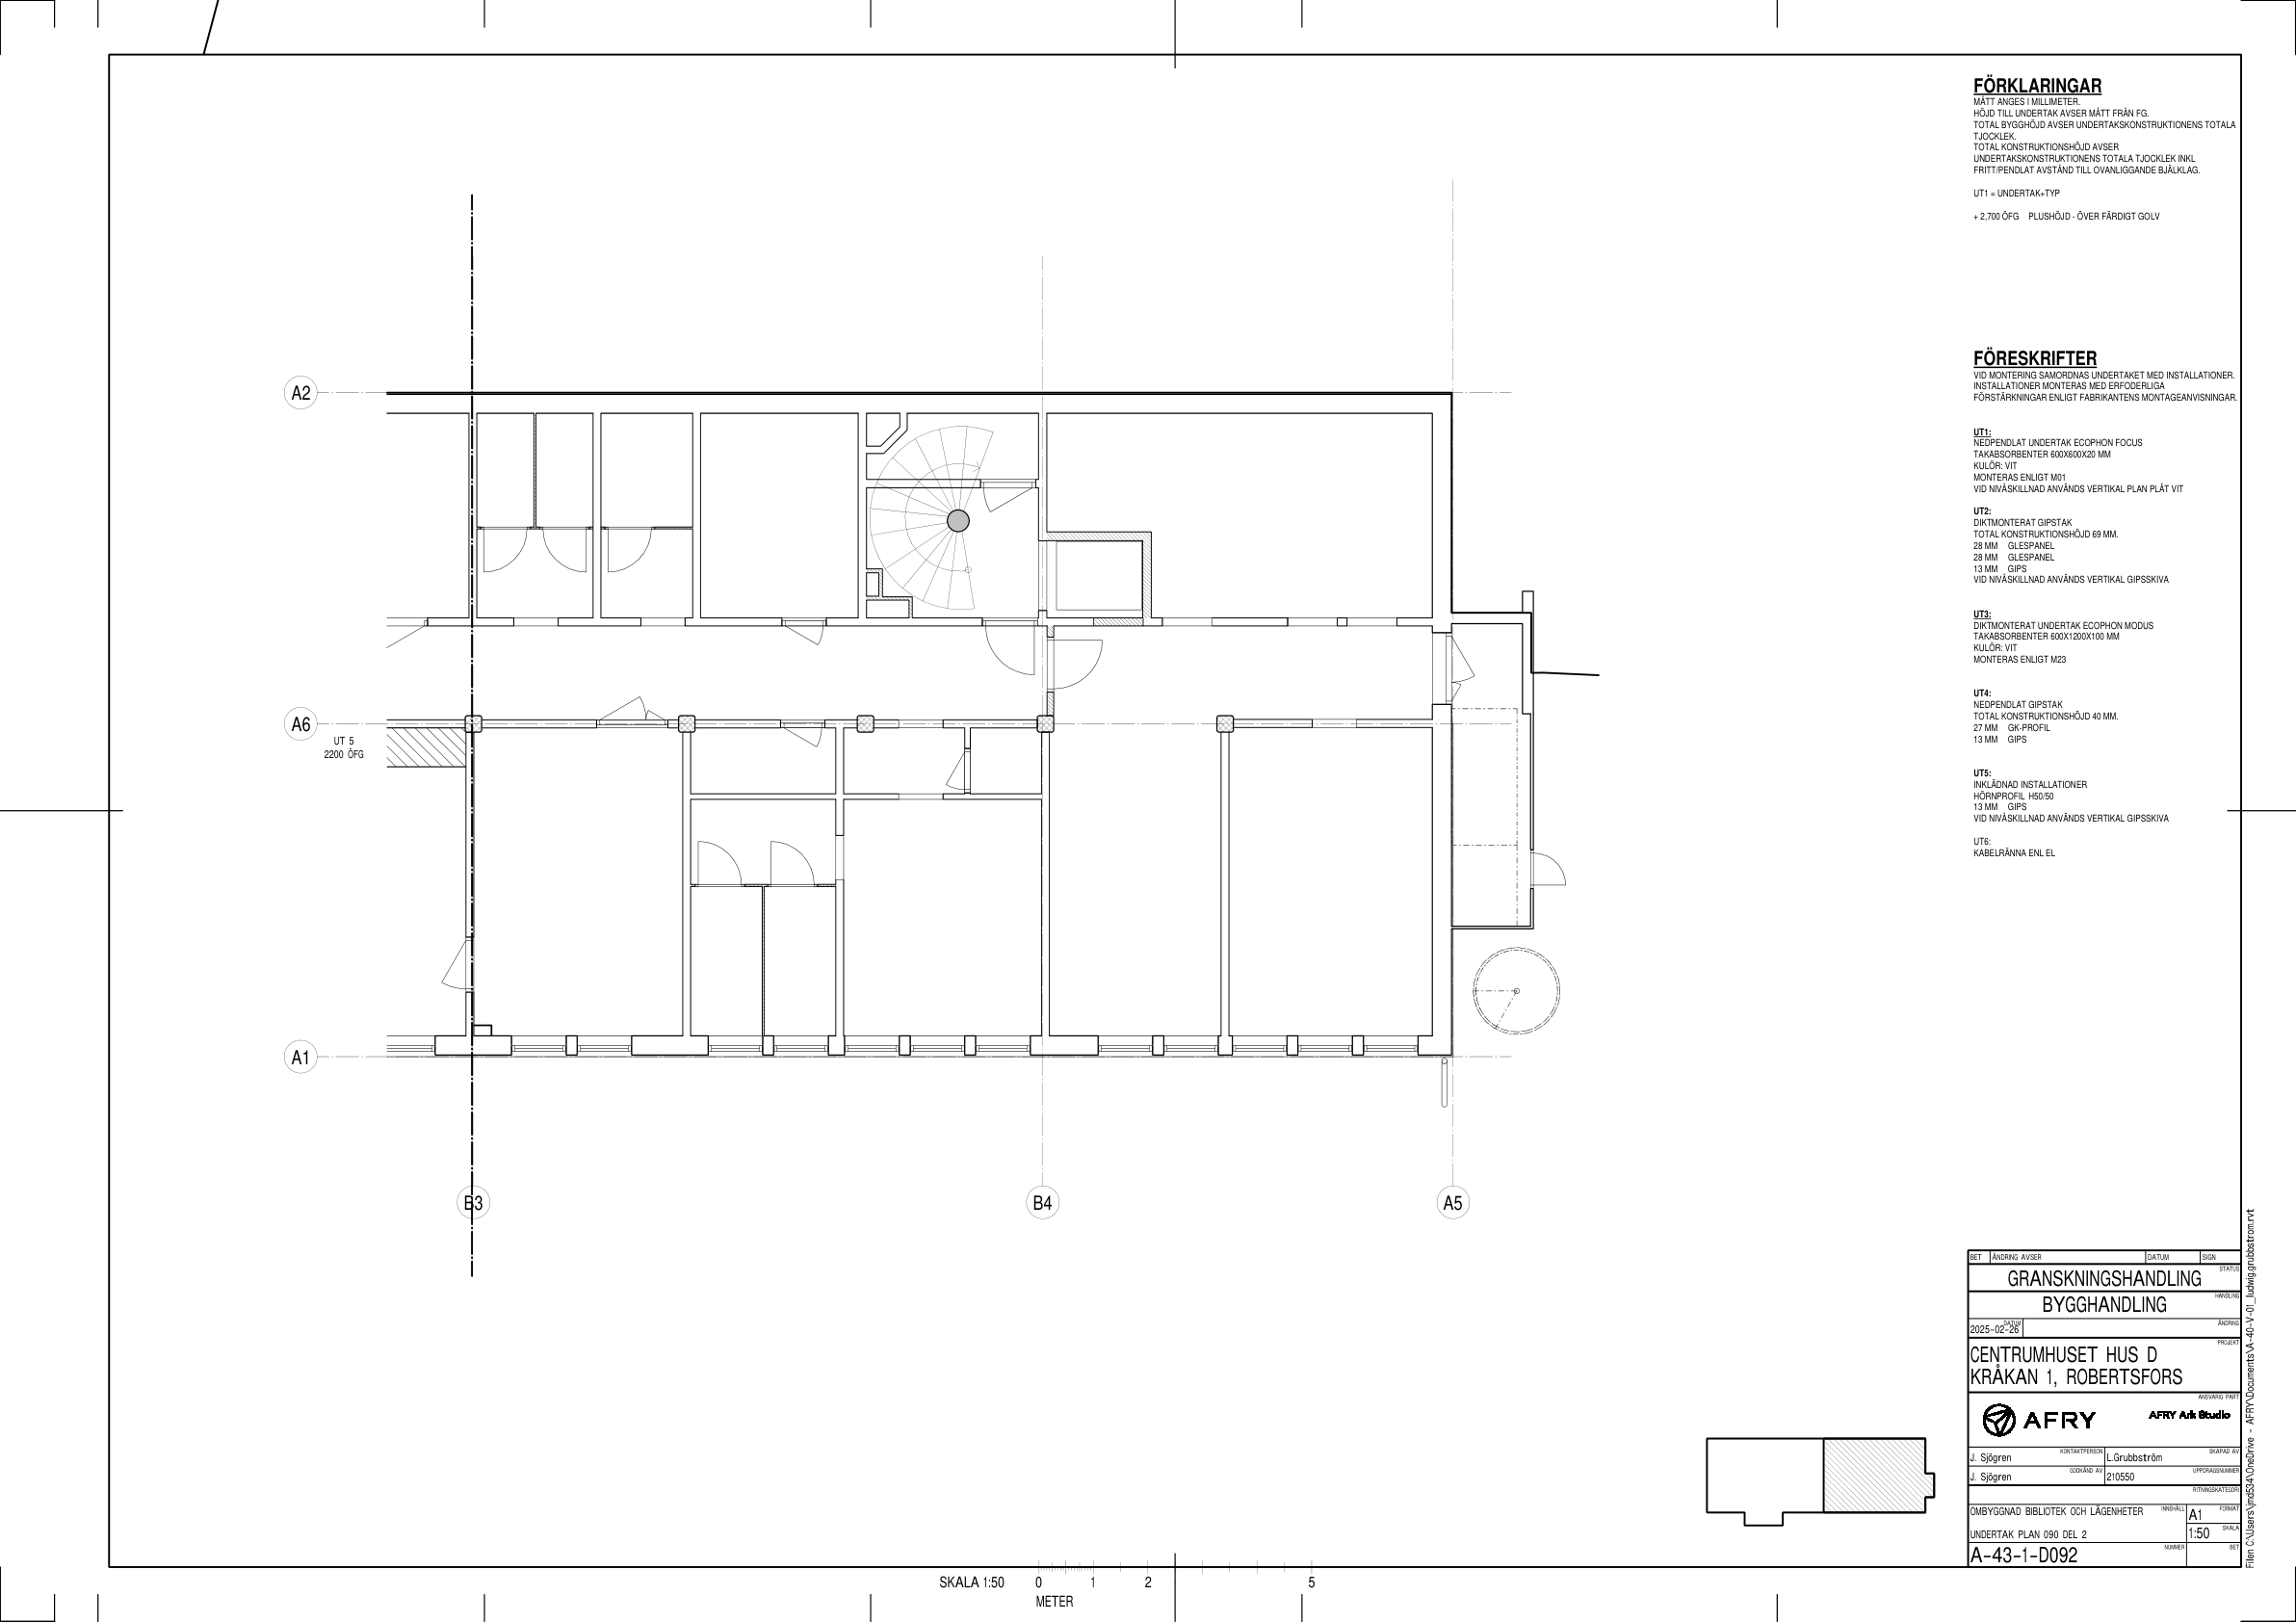 FÖRKLARINGAR
MÅTT ANGES I MILLIMETER.
HÖJD TILL UNDERTAK AVSER MÅTT FRÅN FG.
TOTAL BYGGHÖJD AVSER UNDERTAKSKONSTRUKTIONENS TOTALA
TJOCKLEK.
TOTAL KONSTRUKTIONSHÖJD AVSER
UNDERTAKSKONSTRUKTIONENS TOTALA TJOCKLEK INKL
FRITT/PENDLAT AVSTÅND TILL OVANLIGGANDE BJÄLKLAG.
UT1 = UNDERTAK+TYP
+ 2,700 ÖFG PLUSHÖJD - ÖVER FÄRDIGT GOLV
FÖRESKRIFTER
VID MONTERING SAMORDNAS UNDERTAKET MED INSTALLATIONER.
INSTALLATIONER MONTERAS MED ERFODERLIGA
FÖRSTÄRKNINGAR ENLIGT FABRIKANTENS MONTAGEANVISNINGAR.
UT1:
NEDPENDLAT UNDERTAK ECOPHON FOCUS
TAKABSORBENTER 600X600X20 MM
KULÖR: VIT
MONTERAS ENLIGT M01
VID NIVÅSKILLNAD ANVÄNDS VERTIKAL PLAN PLÅT VIT
UT2:
DIKTMONTERAT GIPSTAK
TOTAL KONSTRUKTIONSHÖJD 69 MM.
28 MM GLESPANEL
28 MM GLESPANEL
13 MM GIPS
VID NIVÅSKILLNAD ANVÄNDS VERTIKAL GIPSSKIVA
UT3:
DIKTMONTERAT UNDERTAK ECOPHON MODUS
TAKABSORBENTER 600X1200X100 MM
KULÖR: VIT
MONTERAS ENLIGT M23
UT4:
NEDPENDLAT GIPSTAK
TOTAL KONSTRUKTIONSHÖJD 40 MM.
27 MM GK-PROFIL
13 MM GIPS
UT5:
INKLÄDNAD INSTALLATIONER
HÖRNPROFIL H50/50
13 MM GIPS
VID NIVÅSKILLNAD ANVÄNDS VERTIKAL GIPSSKIVA
UT6:
KABELRÄNNA ENL EL
A2
A6
UT 5
2200 ÖFG
A1
B3
B4
A5
BET ÄNDRING AVSER DATUM SIGN
STATUS
GRANSKNINGSHANDLING
HANDLING
BYGGHANDLING
DATUM ÄNDRING
2025-02-26
PROJEKT
CENTRUMHUSET HUS D
KRÅKAN 1, ROBERTSFORS
ANSVARIG PART
AFRY AFRY Ark Studio
KONTAKTPERSON SKAPAD AV
J. Sjögren L.Grubbström
GODKÄND AV UPPDRAGSNUMMER
J. Sjögren 210550
RITNINGSKATEGORI
OMBYGGNAD BIBLIOTEK OCH LÄGENHETER INNEHÅLL
A1 FORMAT
UNDERTAK PLAN 090 DEL 2
1:50 SKALA
A-43-1-D092 NUMMER BET
Filen C:\Users\jnd534\OneDrive - AFRY\Documents\A-40-V-01_ludwig.grubbstrom.rvt
SKALA 1:50 0 1 2 5
METER